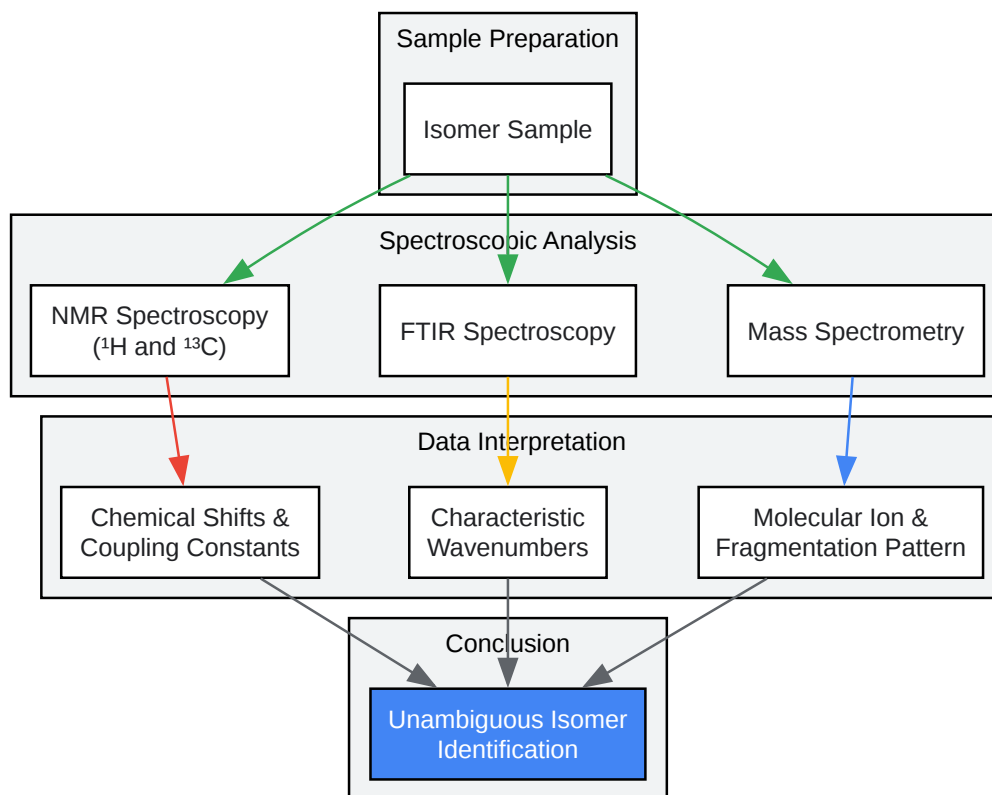 Sample Preparation
Isomer Sample
Spectroscopic Analysis
NMR Spectroscopy
(¹H and ¹³C)
FTIR Spectroscopy
Mass Spectrometry
Data Interpretation
Chemical Shifts &
Coupling Constants
Characteristic
Wavenumbers
Molecular Ion &
Fragmentation Pattern
Conclusion
Unambiguous Isomer
Identification